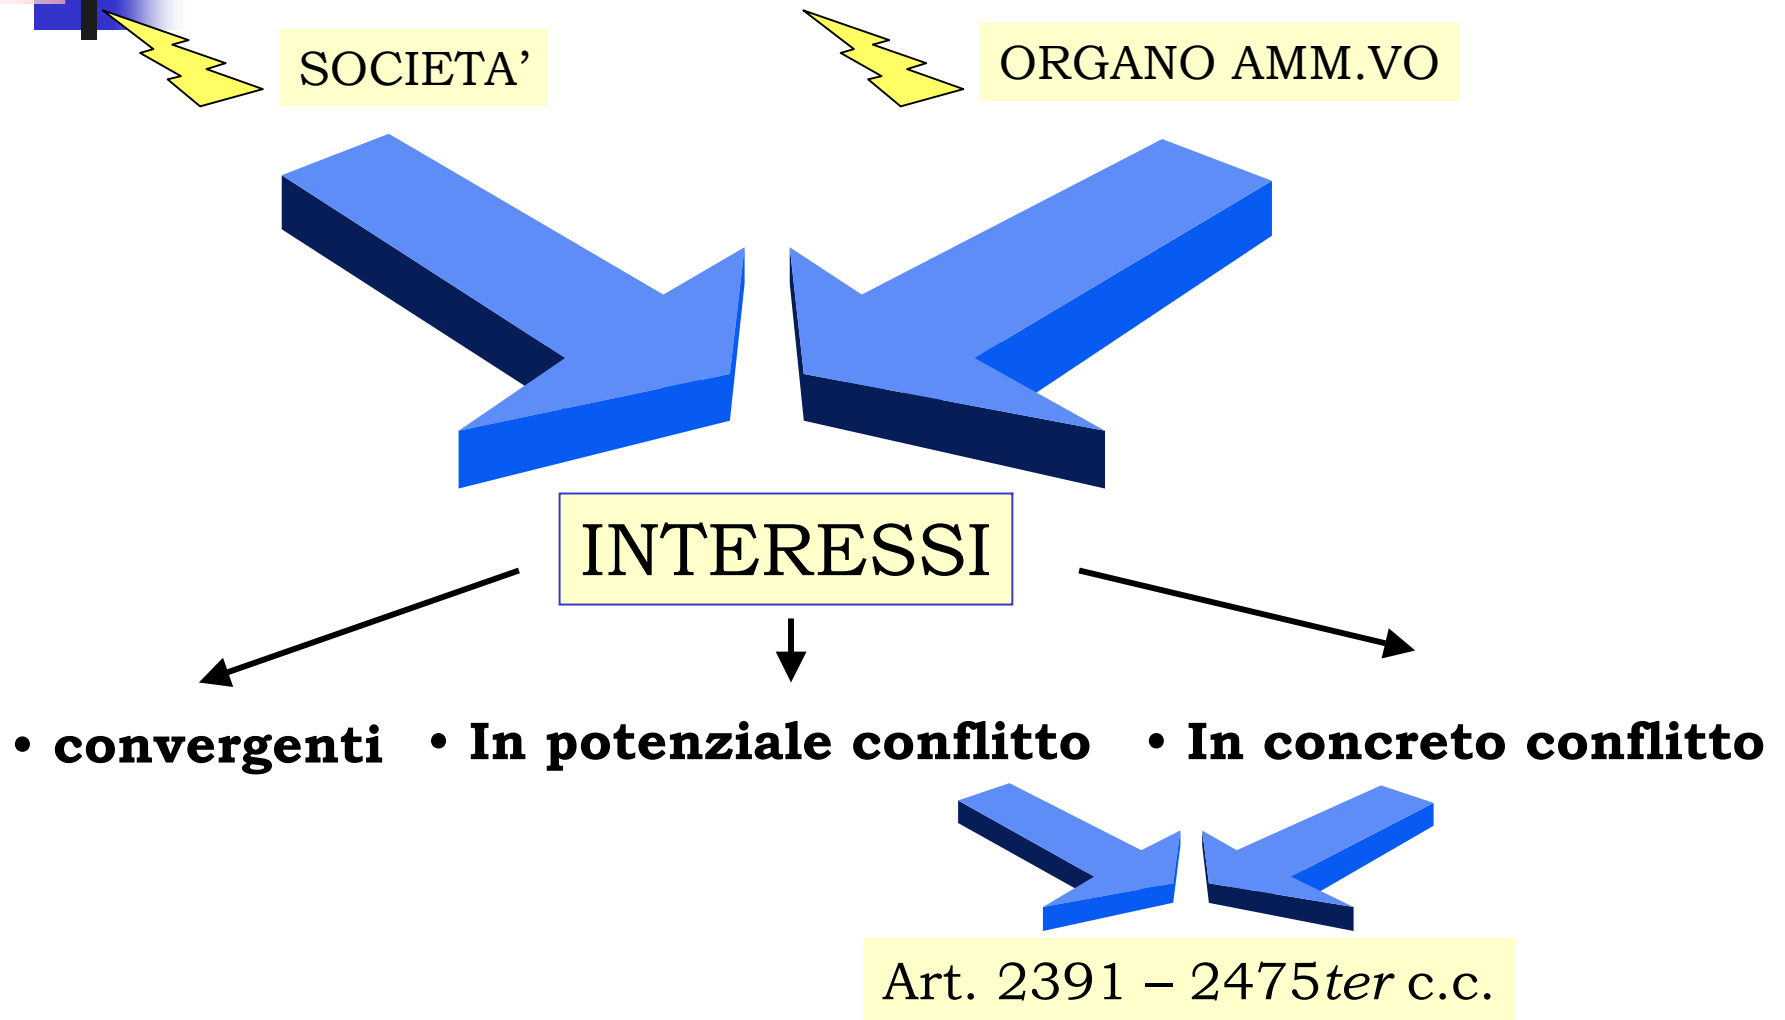 SOCIETA’
ORGANO AMM.VO
INTERESSI
• convergenti
• In potenziale conflitto
• In concreto conflitto
Art. 2391 – 2475ter c.c.